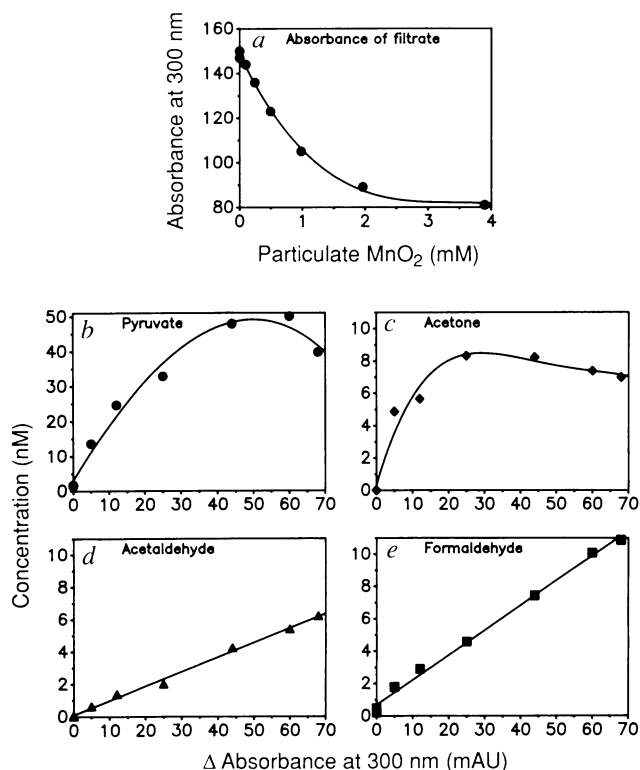 a Absorbance of filtrate
Absorbance at 300 nm
160
140
120
100
80
0 1 2 3 4
Particulate MnO₂ (mM)
Concentration (nM)
b Pyruvate
50
40
30
20
10
0
0 10 20 30 40 50 60 70
c Acetone
10
8
6
4
2
0
0 10 20 30 40 50 60 70
d Acetaldehyde
10
8
6
4
2
0
0 10 20 30 40 50 60 70
e Formaldehyde
10
8
6
4
2
0
0 10 20 30 40 50 60 70
Δ Absorbance at 300 nm (mAU)